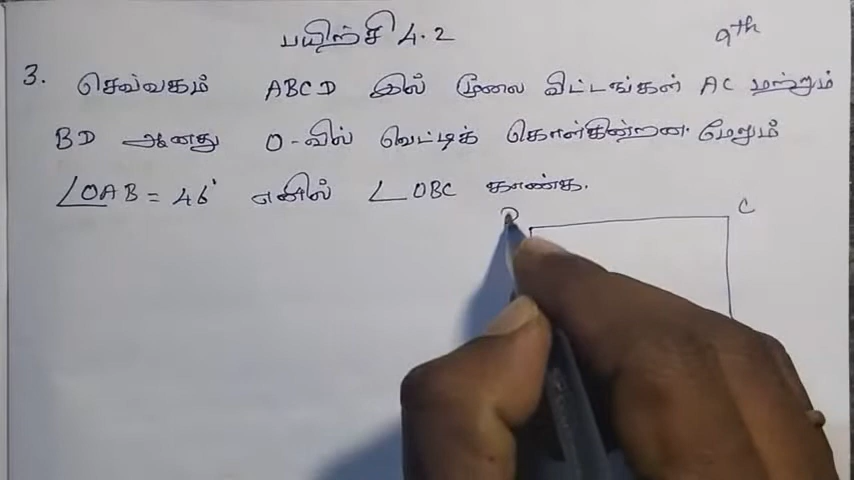 பயிற்சி 4.2
9th
3. செவ்வகம் ABCD இல் மூலை விட்டங்கள் AC மற்றும்
BD ஆனது O-வில் வெட்டிக் கொள்கின்றன. மேலும்
∠OAB = 46° எனில் ∠OBC காண்க.
D C